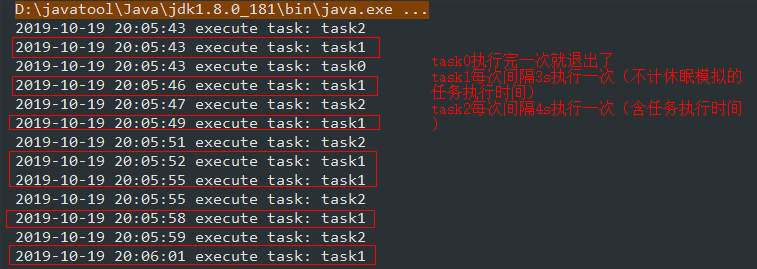 D:\javatool\Java\jdk1.8.0_181\bin\java.exe ...
2019-10-19 20:05:43 execute task: task2
2019-10-19 20:05:43 execute task: task1
2019-10-19 20:05:43 execute task: task0
2019-10-19 20:05:46 execute task: task1
2019-10-19 20:05:47 execute task: task2
2019-10-19 20:05:49 execute task: task1
2019-10-19 20:05:51 execute task: task2
2019-10-19 20:05:52 execute task: task1
2019-10-19 20:05:55 execute task: task1
2019-10-19 20:05:55 execute task: task2
2019-10-19 20:05:58 execute task: task1
2019-10-19 20:05:59 execute task: task2
2019-10-19 20:06:01 execute task: task1
task0执行完一次就退出了
task1每次间隔3s执行一次（不计休眠模拟的
任务执行时间）
task2每次间隔4s执行一次（含任务执行时间
）